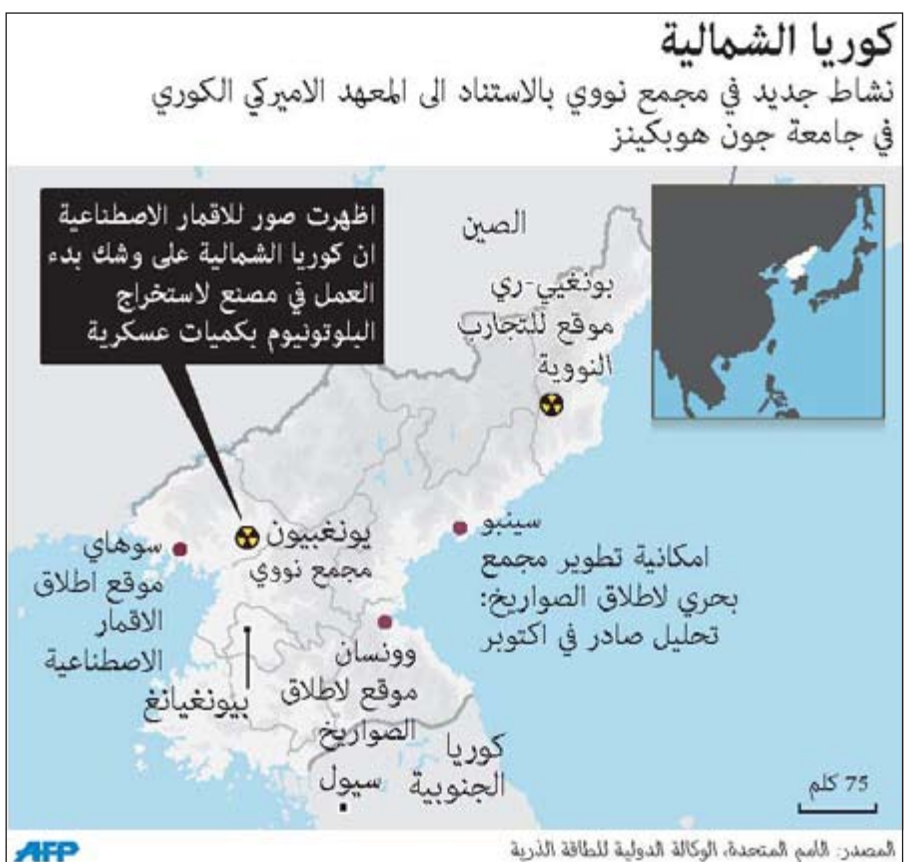 كوريا الشمالية
نشاط جديد في مجمع نووي بالاستناد الى المعهد الاميركي الكوري
في جامعة جون هوبكينز
اظهرت صور للاقمار الاصطناعية
ان كوريا الشمالية على وشك بدء
العمل في مصنع لاستخراج
البلوتونيوم بكميات عسكرية
الصين
بونغيي-ري
موقع للتجارب
النووية
سينبو
امكانية تطوير مجمع
بحري لاطلاق الصواريخ:
تحليل صادر في اكتوبر
يونغبيون
مجمع نووي
سوهاي
موقع اطلاق
الاقمار
الاصطناعية
وونسان
موقع لاطلاق
الصواريخ
بيونغيانغ
كوريا
الجنوبية
سيول
75 كلم
المصدر: الأمم المتحدة، الوكالة الدولية للطاقة الذرية
AFP